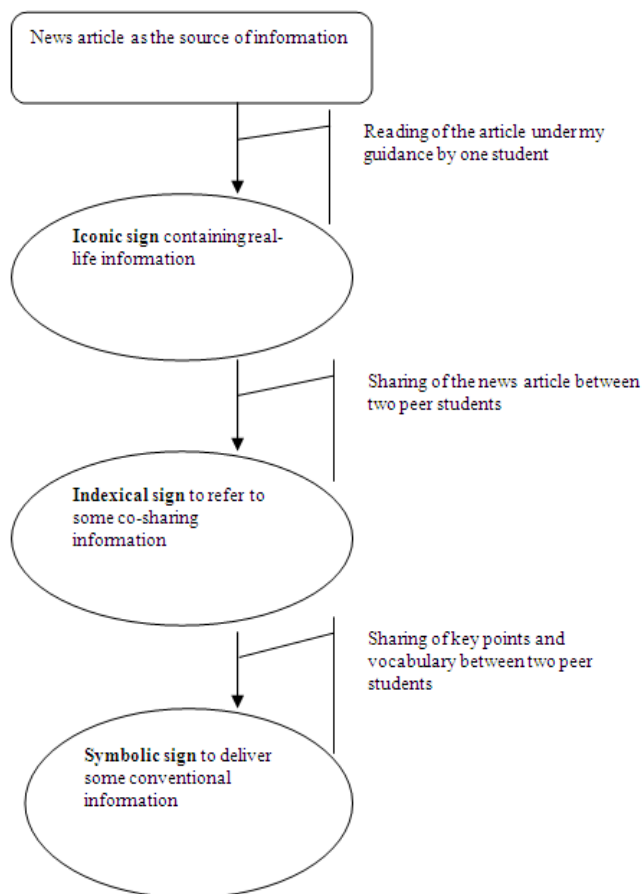 News article as the source of information
Reading of the article under my
guidance by one student
Iconic sign containing real-
life information
Sharing of the news article between
two peer students
Indexical sign to refer to
some co-sharing
information
Sharing of key points and
vocabulary between two peer
students
Symbolic sign to deliver
some conventional
information